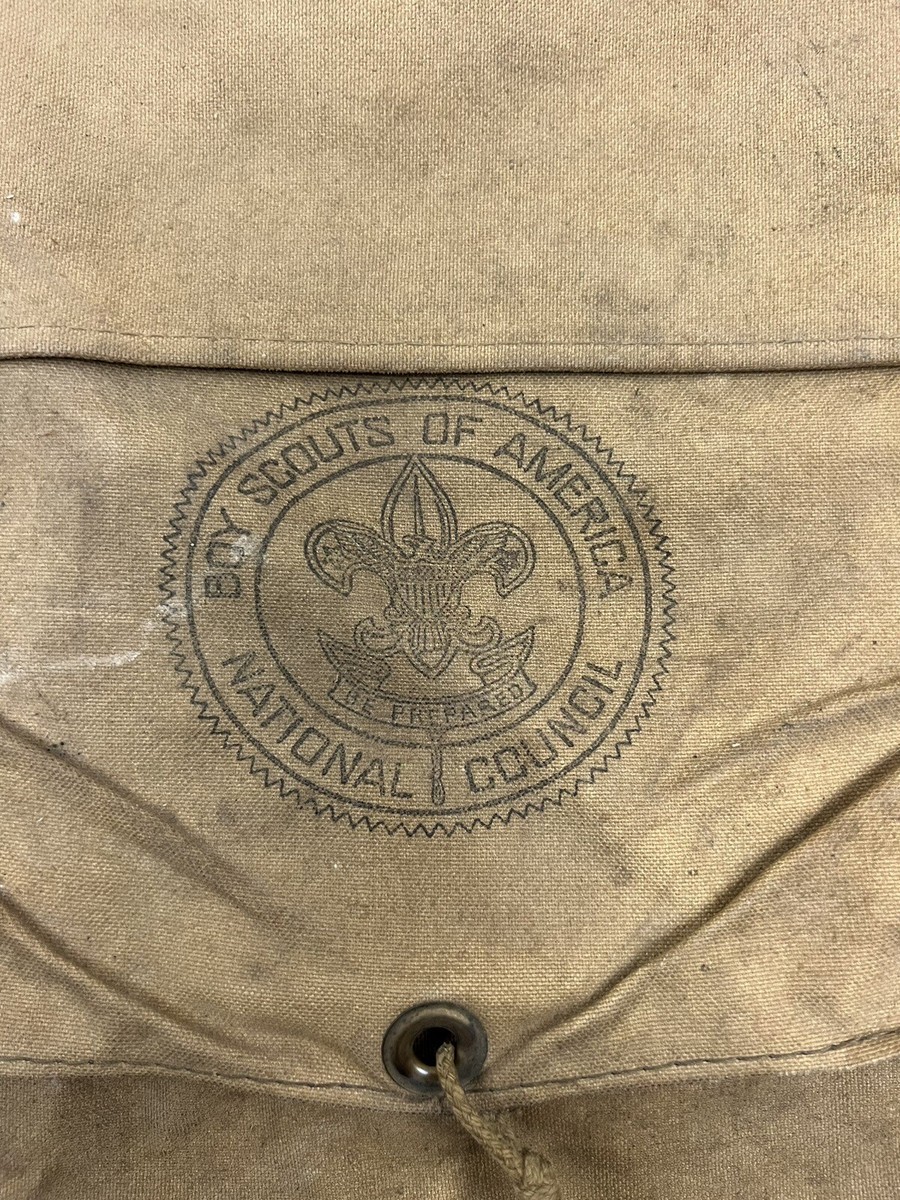 BOY SCOUTS OF AMERICA
BE PREPARED
NATIONAL COUNCIL